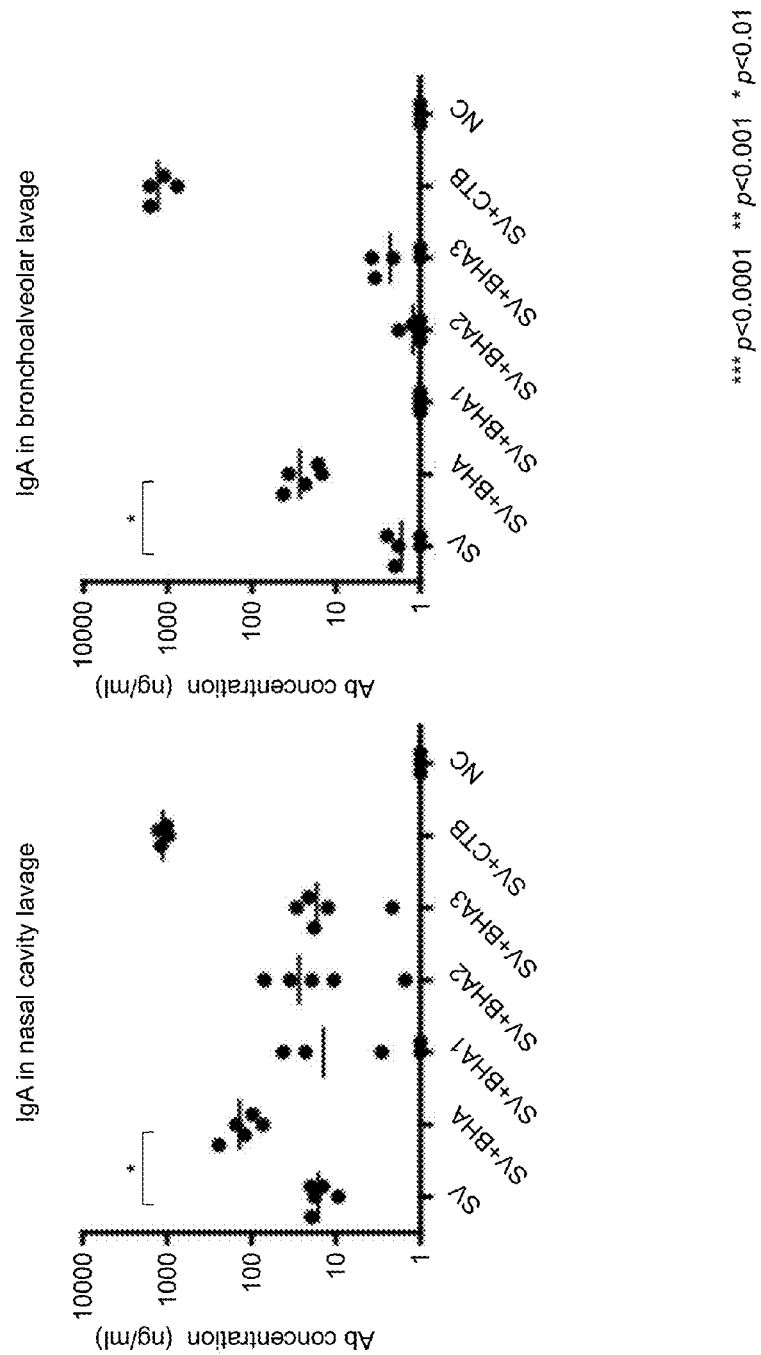 IgA in nasal cavity lavage
Ab concentration (ng/ml)
10000
1000
100
10
1
*
SV
SV+BHA
SV+BHA1
SV+BHA2
SV+BHA3
SV+CTB
NC
IgA in bronchoalveolar lavage
Ab concentration (ng/ml)
10000
1000
100
10
1
*
SV
SV+BHA
SV+BHA1
SV+BHA2
SV+BHA3
SV+CTB
NC
*** p<0.0001 ** p<0.001 * p<0.01